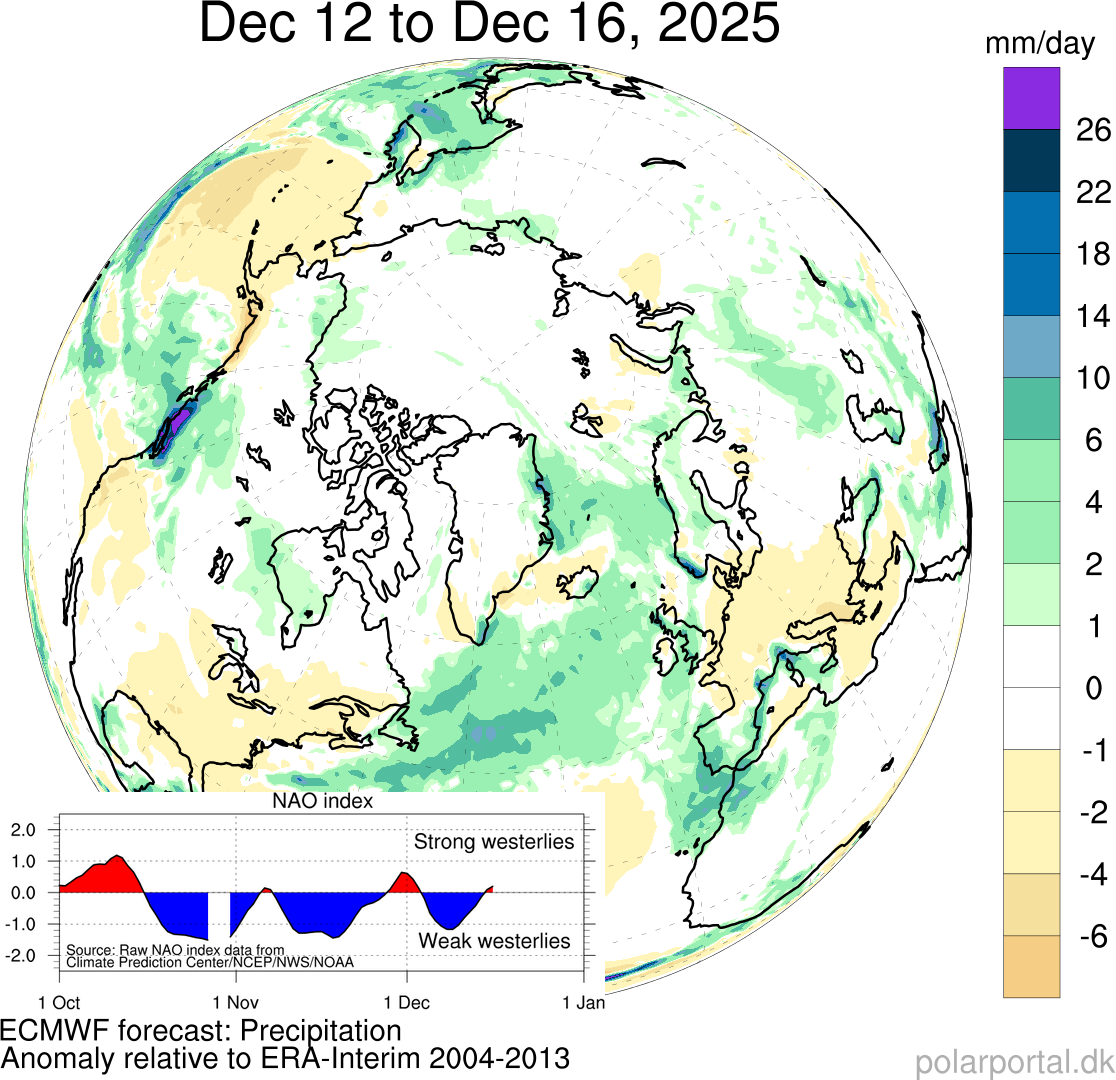 Dec 12 to Dec 16, 2025
mm/day
26
22
18
14
10
6
4
2
1
0
-1
-2
-4
-6
NAO index
2.0
1.0
0.0
-1.0
-2.0
Strong westerlies
Weak westerlies
Source: Raw NAO index data from
Climate Prediction Center/NCEP/NWS/NOAA
1 Oct 1 Nov 1 Dec 1 Jan
ECMWF forecast: Precipitation
Anomaly relative to ERA-Interim 2004-2013
polarportal.dk